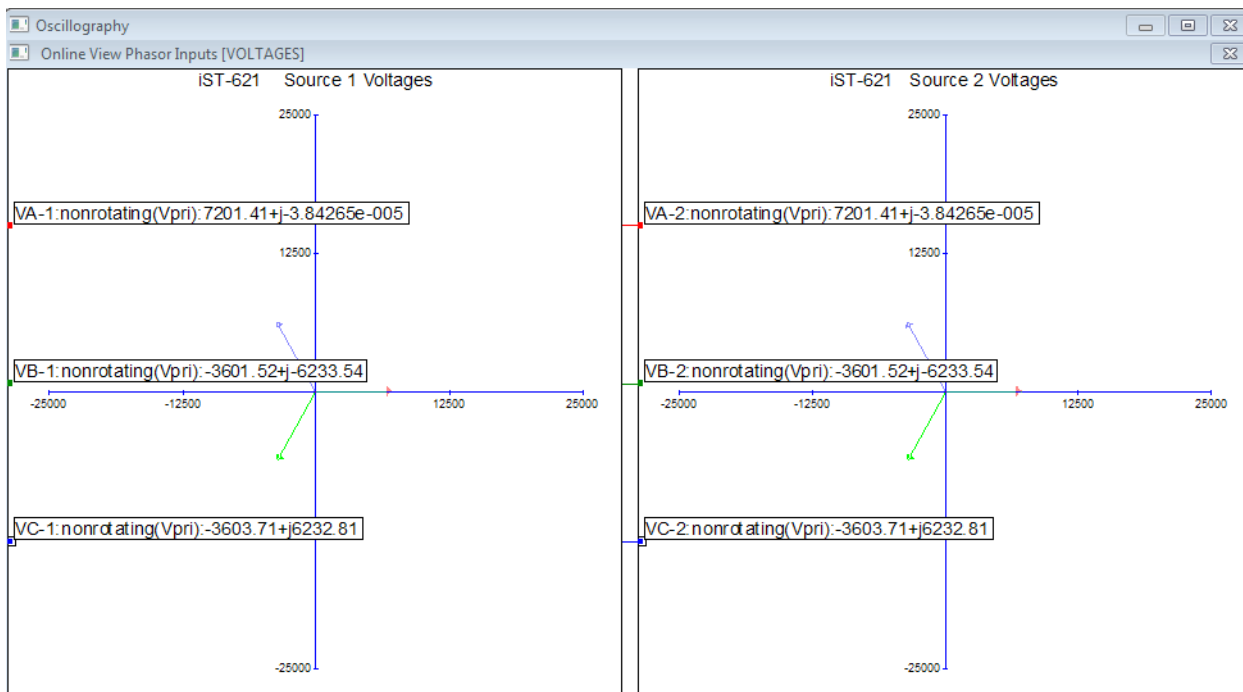 Oscillography
Online View Phasor Inputs [VOLTAGES]
iST-621 Source 1 Voltages
25000
VA-1:nonrotating(Vpri):7201.41+j-3.84265e-005
12500
VB-1:nonrotating(Vpri):-3601.52+j-6233.54
-25000
-12500
12500
25000
VC-1:nonrotating(Vpri):-3603.71+j6232.81
-25000
iST-621 Source 2 Voltages
25000
VA-2:nonrotating(Vpri):7201.41+j-3.84265e-005
12500
VB-2:nonrotating(Vpri):-3601.52+j-6233.54
-25000
-12500
12500
25000
VC-2:nonrotating(Vpri):-3603.71+j6232.81
-25000